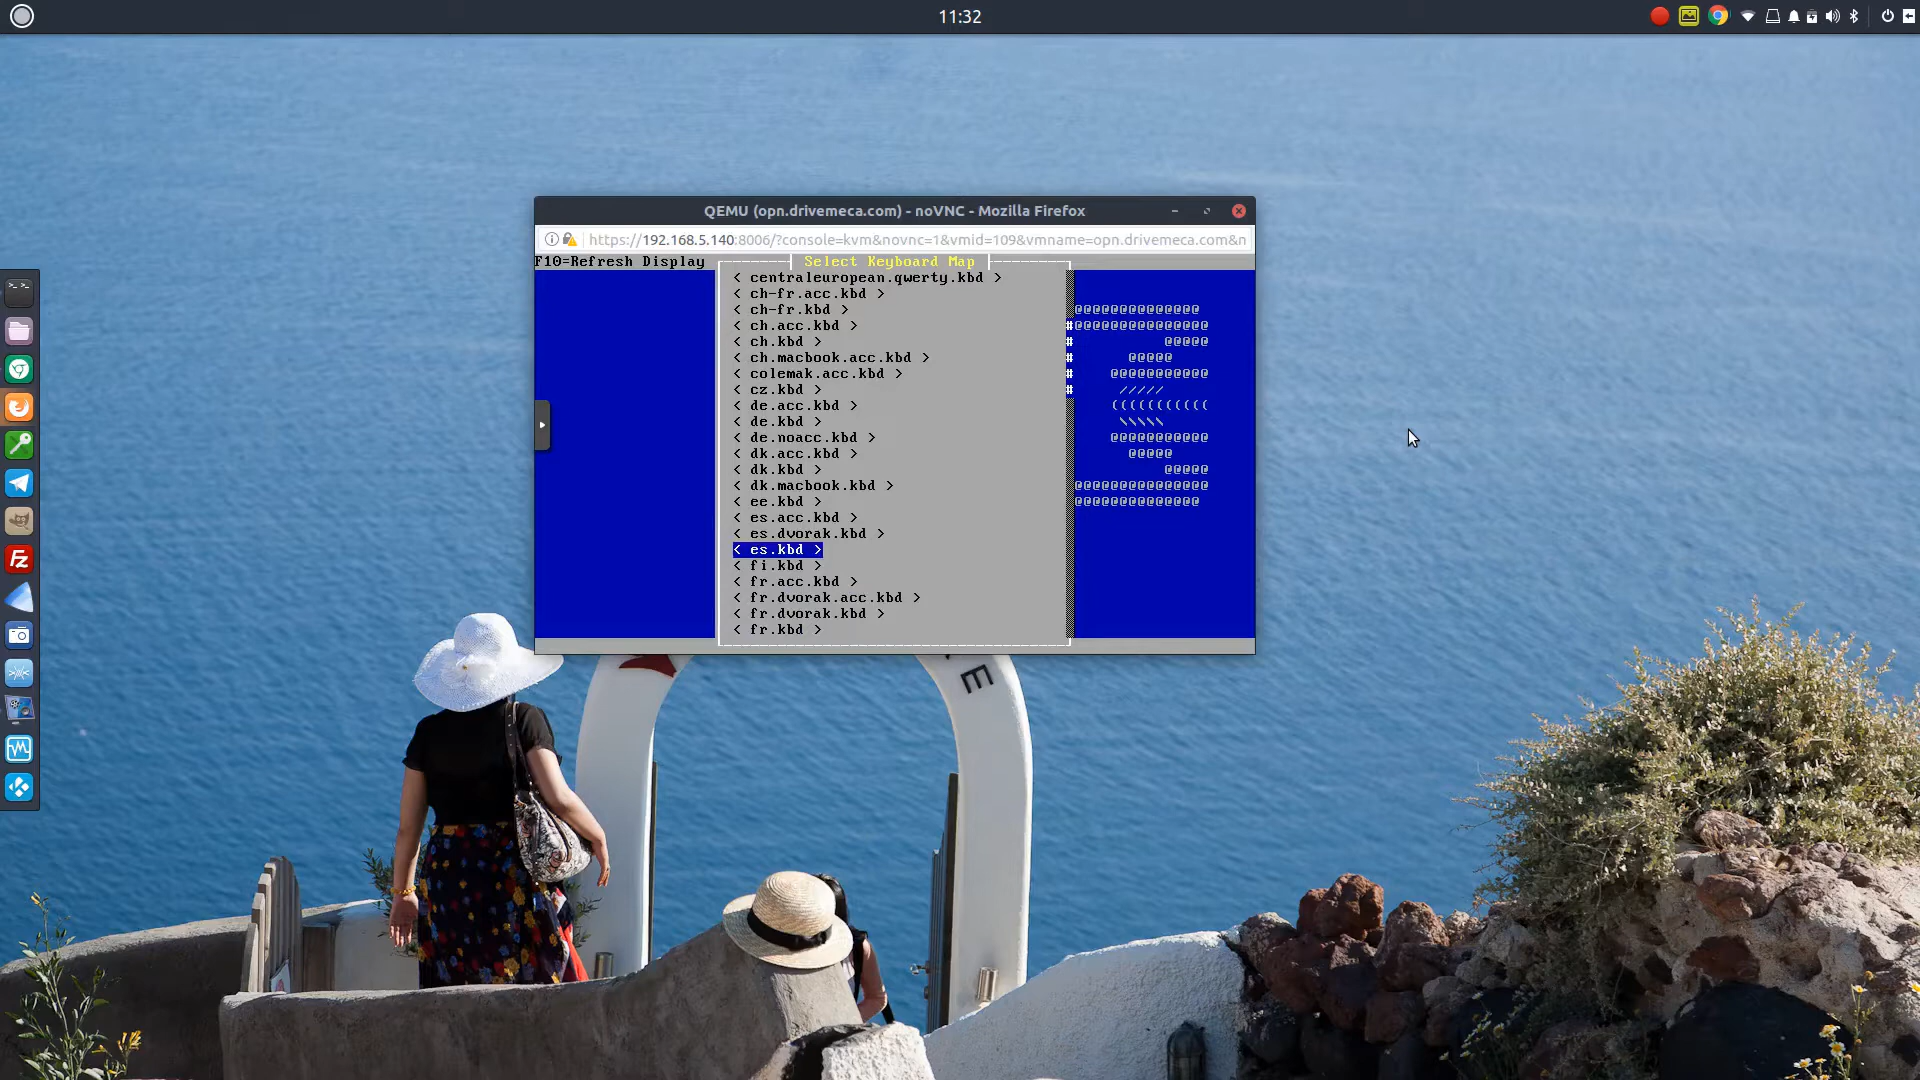 11:32
QEMU (opn.drivemeca.com) - noVNC - Mozilla Firefox
https://192.168.5.140:8006/?console=kvm&novnc=1&vmid=109&vmname=opn.drivemeca.com&n
F10=Refresh Display
Select Keyboard Map
< centraleuropean.qwerty.kbd >
< ch-fr.acc.kbd >
< ch-fr.kbd >
@@@@@@@@@@@@@@
< ch.acc.kbd >
#@@@@@@@@@@@@@@@
< ch.kbd >
# @@@@@
< ch.macbook.acc.kbd >
# @@@@@
< colemak.acc.kbd >
# @@@@@@@@@@@
< cz.kbd >
# /////
< de.acc.kbd >
(((((((((((
< de.kbd >
\\\\\
< de.noacc.kbd >
@@@@@@@@@@@
< dk.acc.kbd >
@@@@@
< dk.kbd >
@@@@@
< dk.macbook.kbd >
@@@@@@@@@@@@@@@
< ee.kbd >
@@@@@@@@@@@@@@
< es.acc.kbd >
< es.dvorak.kbd >
< es.kbd >
< fi.kbd >
< fr.acc.kbd >
< fr.dvorak.acc.kbd >
< fr.dvorak.kbd >
< fr.kbd >
E
FZ